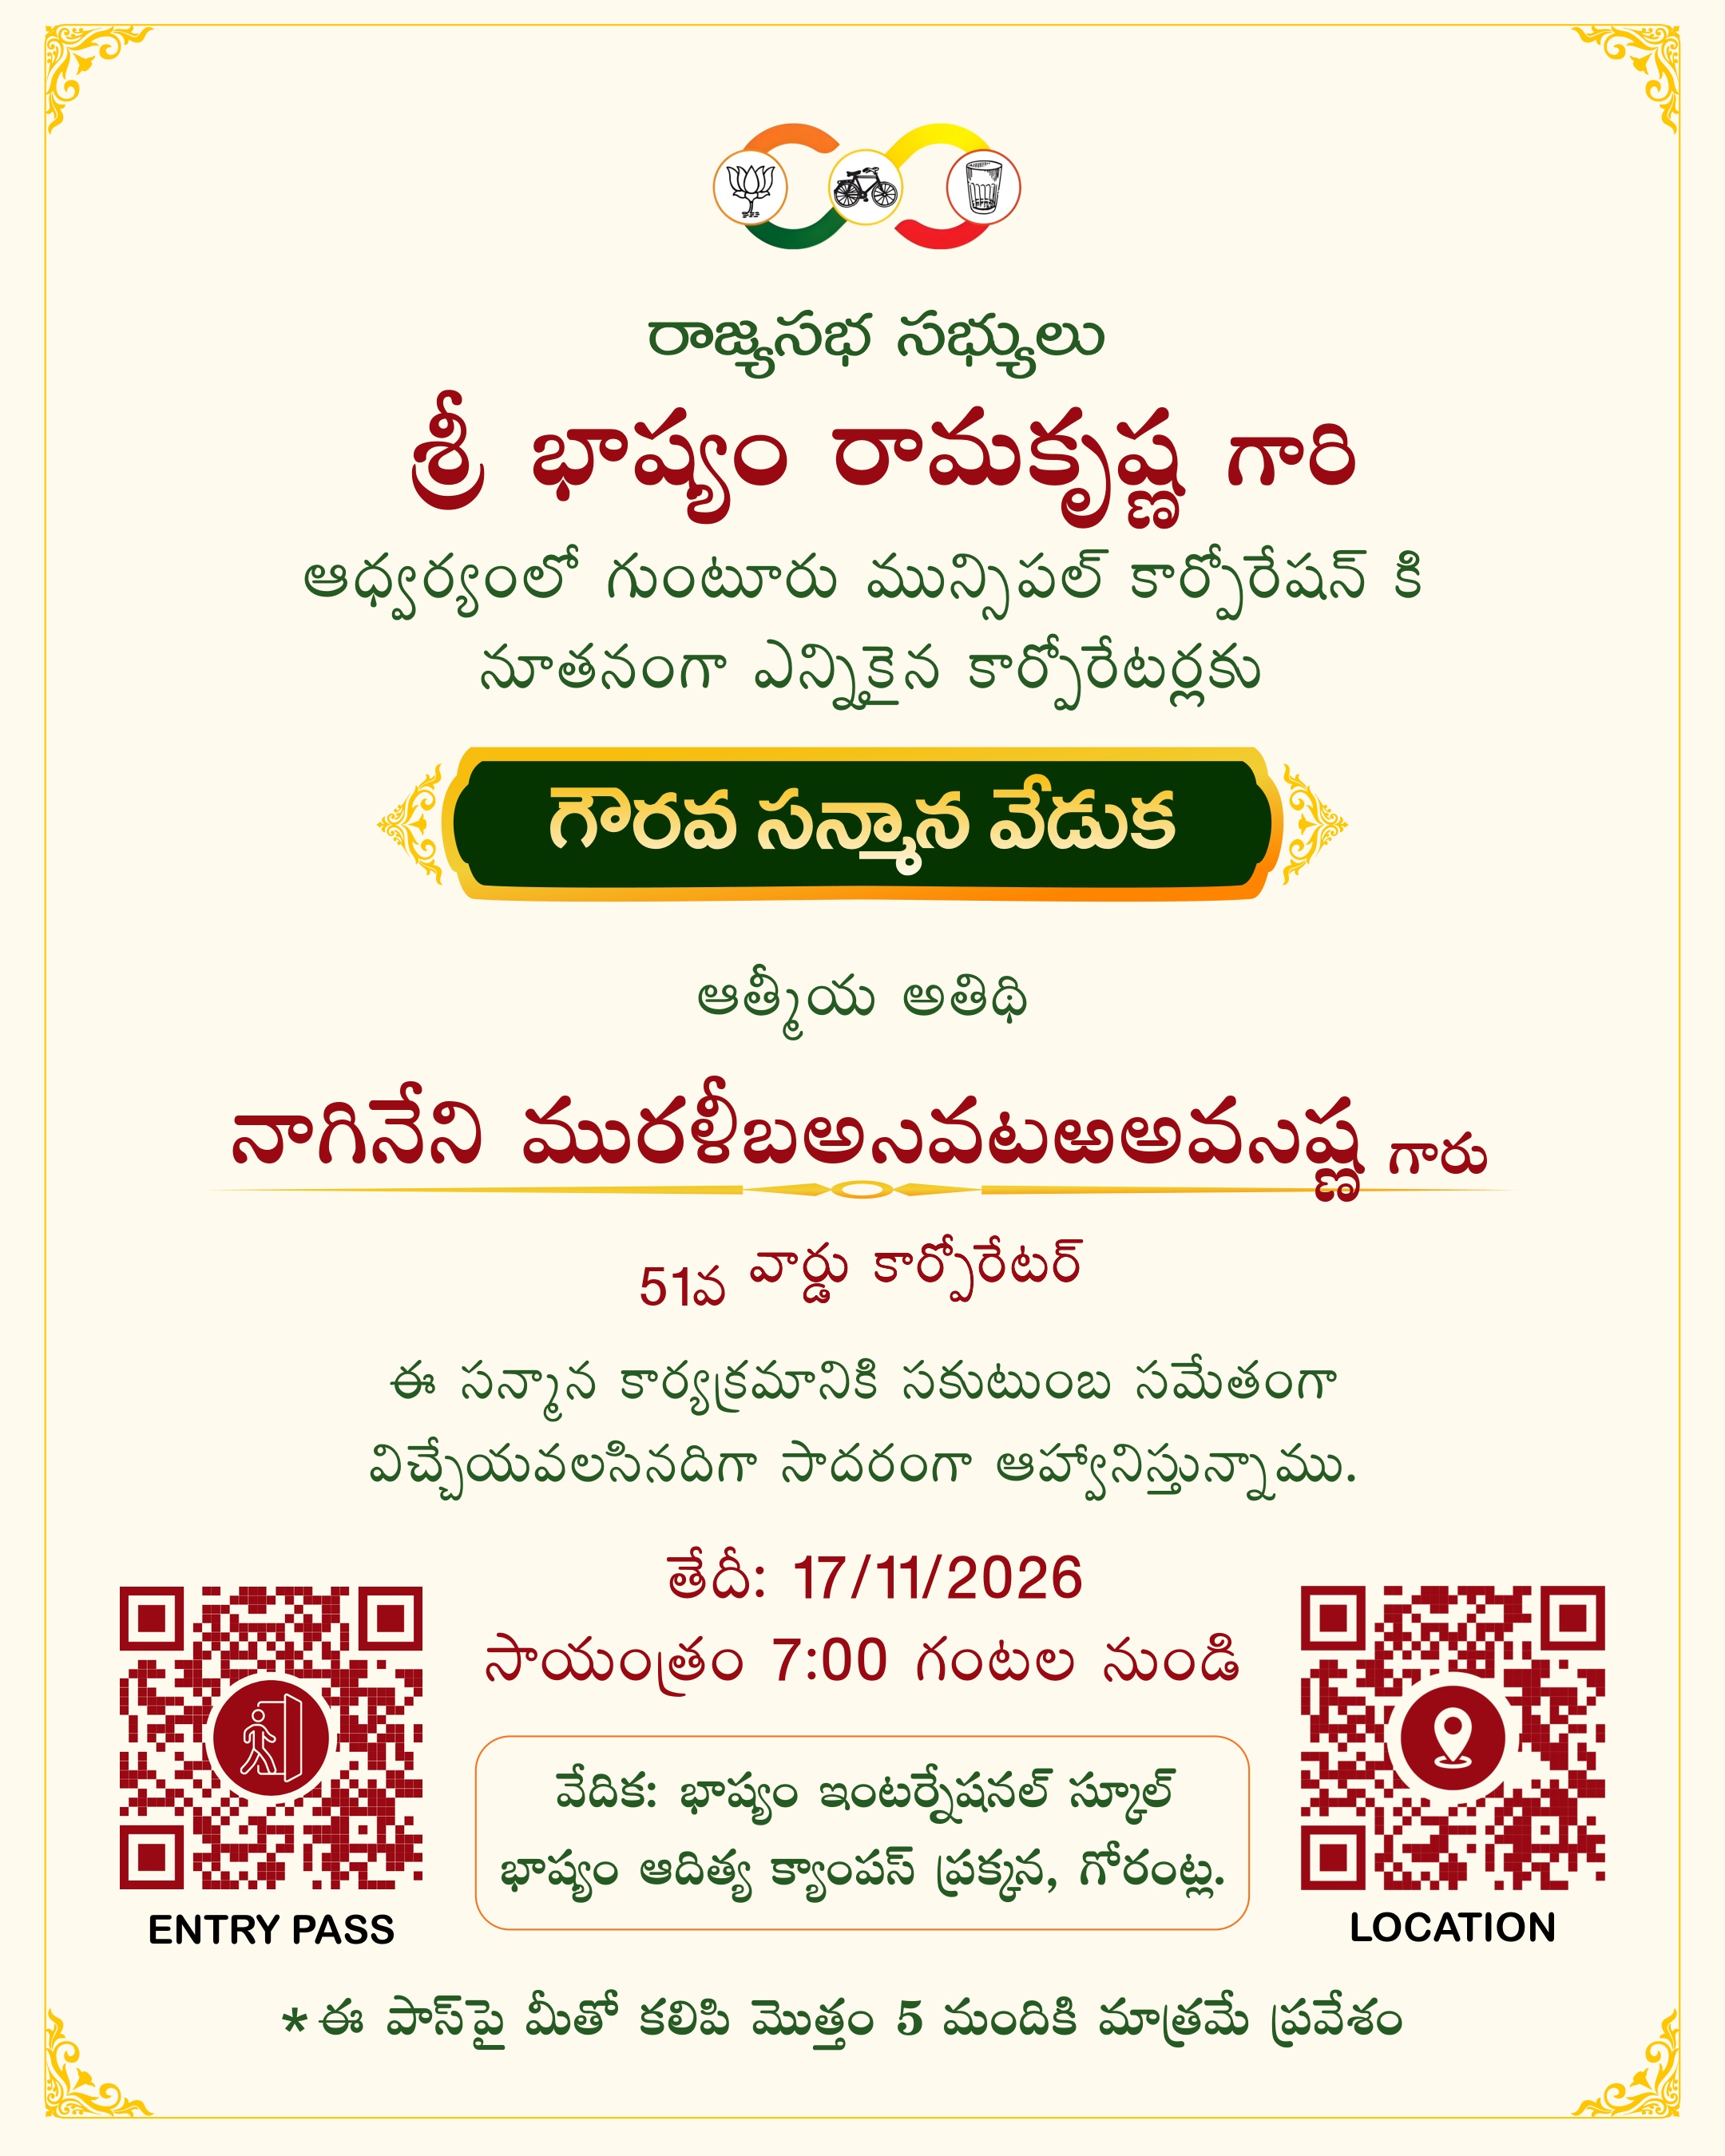 రాజ్యసభ సభ్యులు
శ్రీ భాష్యం రామకృష్ణ గారి
ఆధ్వర్యంలో గుంటూరు మున్సిపల్ కార్పోరేషన్ కి
నూతనంగా ఎన్నికైన కార్పోరేటర్లకు
గౌరవ సన్మాన వేడుక
ఆత్మీయ అతిథి
నాగినేని మురళీబఅఎవటఱఅవఎష్ణ గారు
51వ వార్డు కార్పోరేటర్
ఈ సన్మాన కార్యక్రమానికి సకుటుంబ సమేతంగా
విచ్చేయవలసినదిగా సాదరంగా ఆహ్వానిస్తున్నాము.
తేదీ: 17/11/2026
సాయంత్రం 7:00 గంటల నుండి
వేదిక: భాష్యం ఇంటర్నేషనల్ స్కూల్
భాష్యం ఆదిత్య క్యాంపస్ ప్రక్కన, గోరంట్ల.
ENTRY PASS
LOCATION
*ఈ పాస్‌పై మీతో కలిపి మొత్తం 5 మందికి మాత్రమే ప్రవేశం